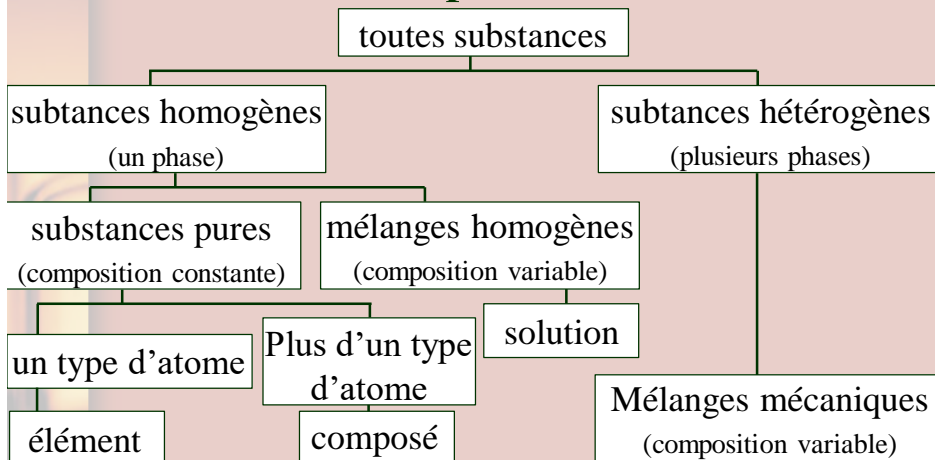 toutes substances
subtances homogènes
(un phase)
subtances hétérogènes
(plusieurs phases)
substances pures
(composition constante)
mélanges homogènes
(composition variable)
un type d’atome
Plus d’un type
d’atome
solution
élément
composé
Mélanges mécaniques
(composition variable)